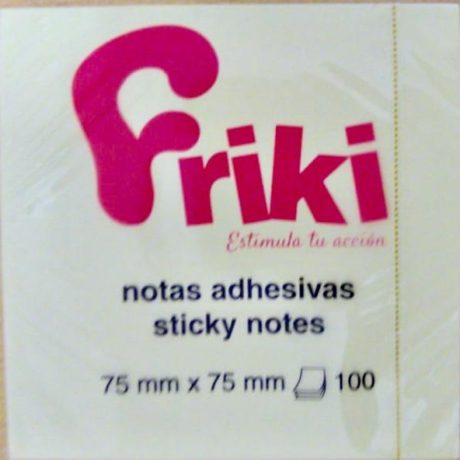 Friki
Estimula tu acción
notas adhesivas
sticky notes
75 mm x 75 mm 100